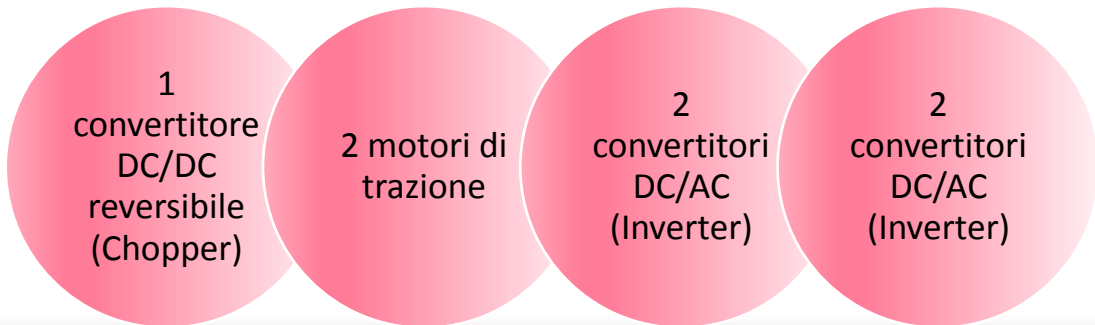 1
convertitore
DC/DC
reversibile
(Chopper)
2 motori di
trazione
2
convertitori
DC/AC
(Inverter)
2
convertitori
DC/AC
(Inverter)